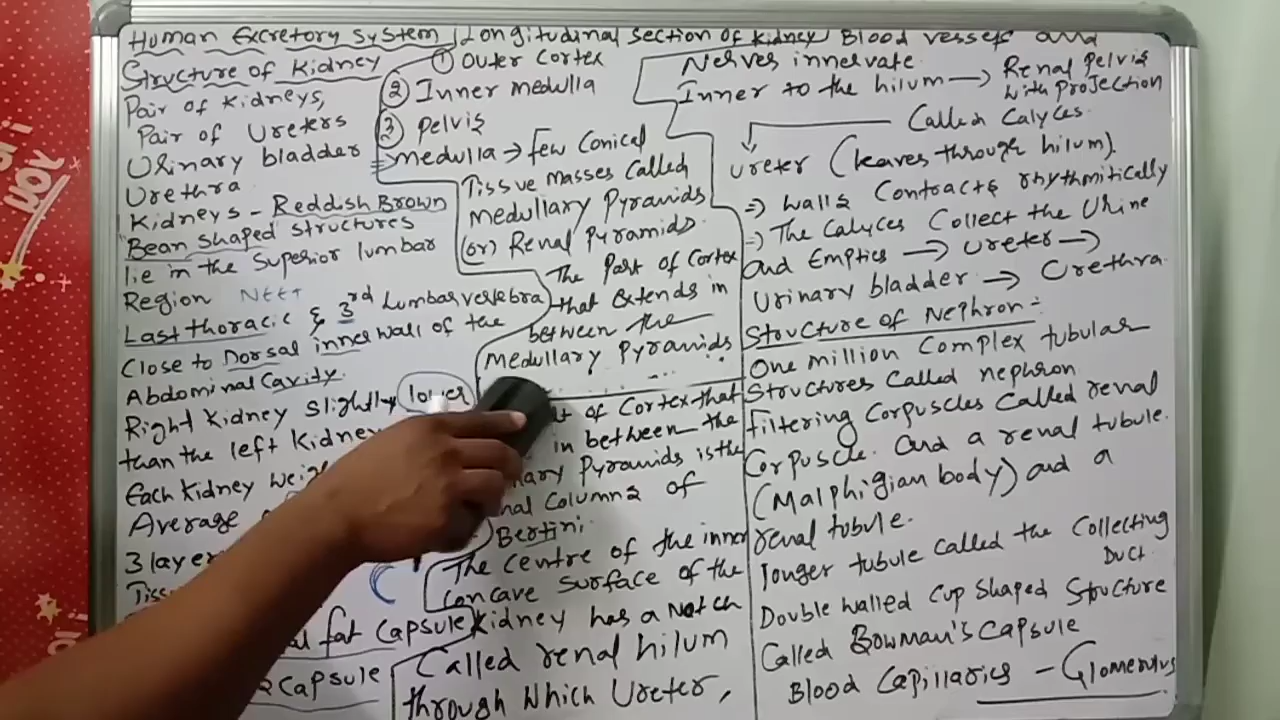 Human Excretory System
Structure of Kidney
Pair of Kidneys,
Pair of Ureters
Urinary bladder
Urethra
Kidneys - Reddish Brown
Bean shaped structures
lie in the Superior lumbar
Region NEET
Last thoracic & 3rd Lumbar vertebra
Close to Dorsal inner wall of the
Abdominal Cavity.
Right Kidney slightly lower
than the left Kidney
Each Kidney
Average
3 layer
Tiss
fat Capsule
Capsule
Longitudinal Section of Kidney
① Outer Cortex
② Inner medulla
③ Pelvis
⇒ Medulla → Few Conical
Tissue masses Called
Medullary Pyramids
(or) Renal Pyramids
The Part of Cortex
that Extends in
between the
Medullary Pyramids
of Cortex that
in between the
Pyramids is the
Columns of
Bertini
The Centre of the inner
Concave Surface of the
Kidney has a Notch
Called renal hilum
through which Ureter,
Blood vessels and
Nerves innervate
Inner to the hilum → Renal Pelvis
with Projection
Called Calyces
Ureter (leaves through hilum).
⇒ Walls Contracts rhythmitically
⇒ The Calyces Collect the Urine
and Empties → Ureter →
Urinary bladder → Urethra
Structure of Nephron :-
One million Complex tubular
Structures Called nephron
Filtering Corpuscles Called renal
Corpuscle and a renal tubule.
(Malphigian body) and a
renal tubule.
longer tubule called the Collecting
Duct
Double walled Cup Shaped Structure
Called Bowman's Capsule
Blood Capillaries - Glomerulus